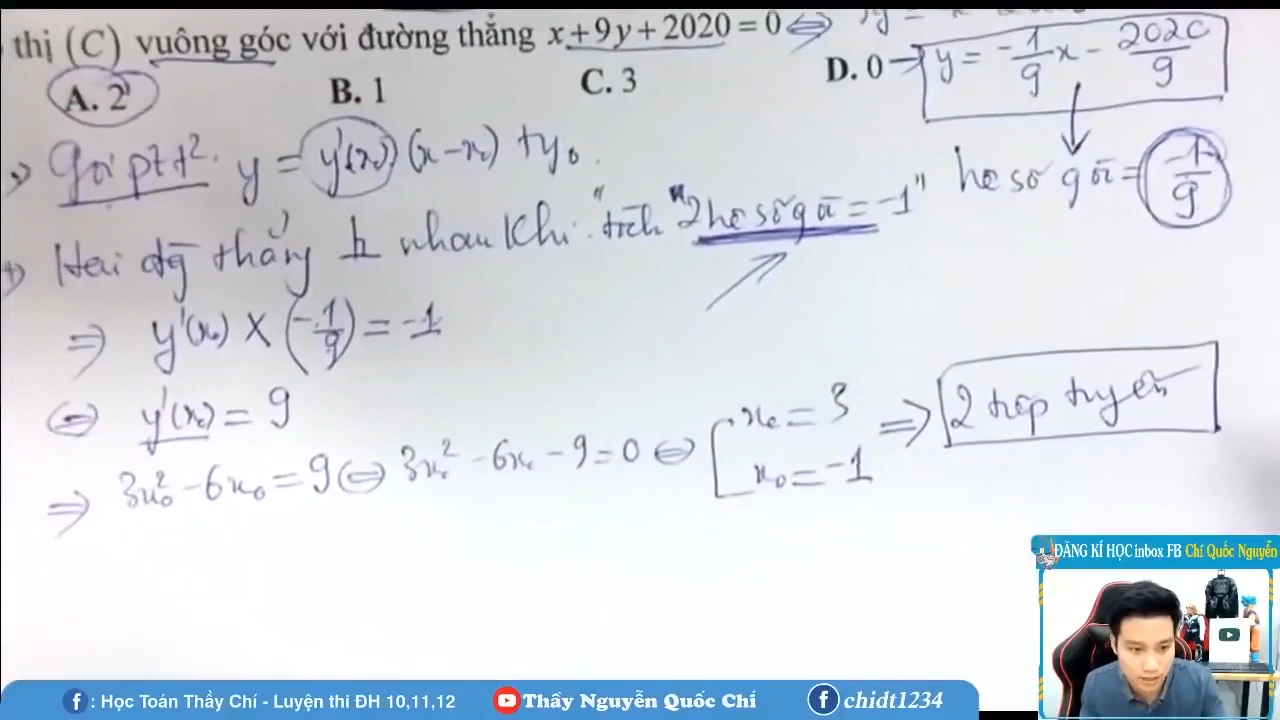 thị (C) vuông góc với đường thẳng x + 9y + 2020 = 0 ⇔
A. 2 B. 1 C. 3 D. 0
y = -1/9 x - 2020/9
Gọi pt t² y = y'(x₀)(x - x₀) + y₀.
hệ số góc = -1/9
+ Hai đg thẳng ⊥ nhau khi "tích "2 hệ số góc = -1"
⇒ y'(x₀) × (-1/9) = -1
⇔ y'(x₀) = 9
⇒ 3x₀² - 6x₀ = 9 ⇔ 3x₀² - 6x₀ - 9 = 0 ⇔ [ x₀ = 3
x₀ = -1
⇒ 2 tiếp tuyến
ĐĂNG KÍ HỌC inbox FB Chí Quốc Nguyễn
f : Học Toán Thầy Chí - Luyện thi ĐH 10,11,12 Thầy Nguyễn Quốc Chí f chidt1234